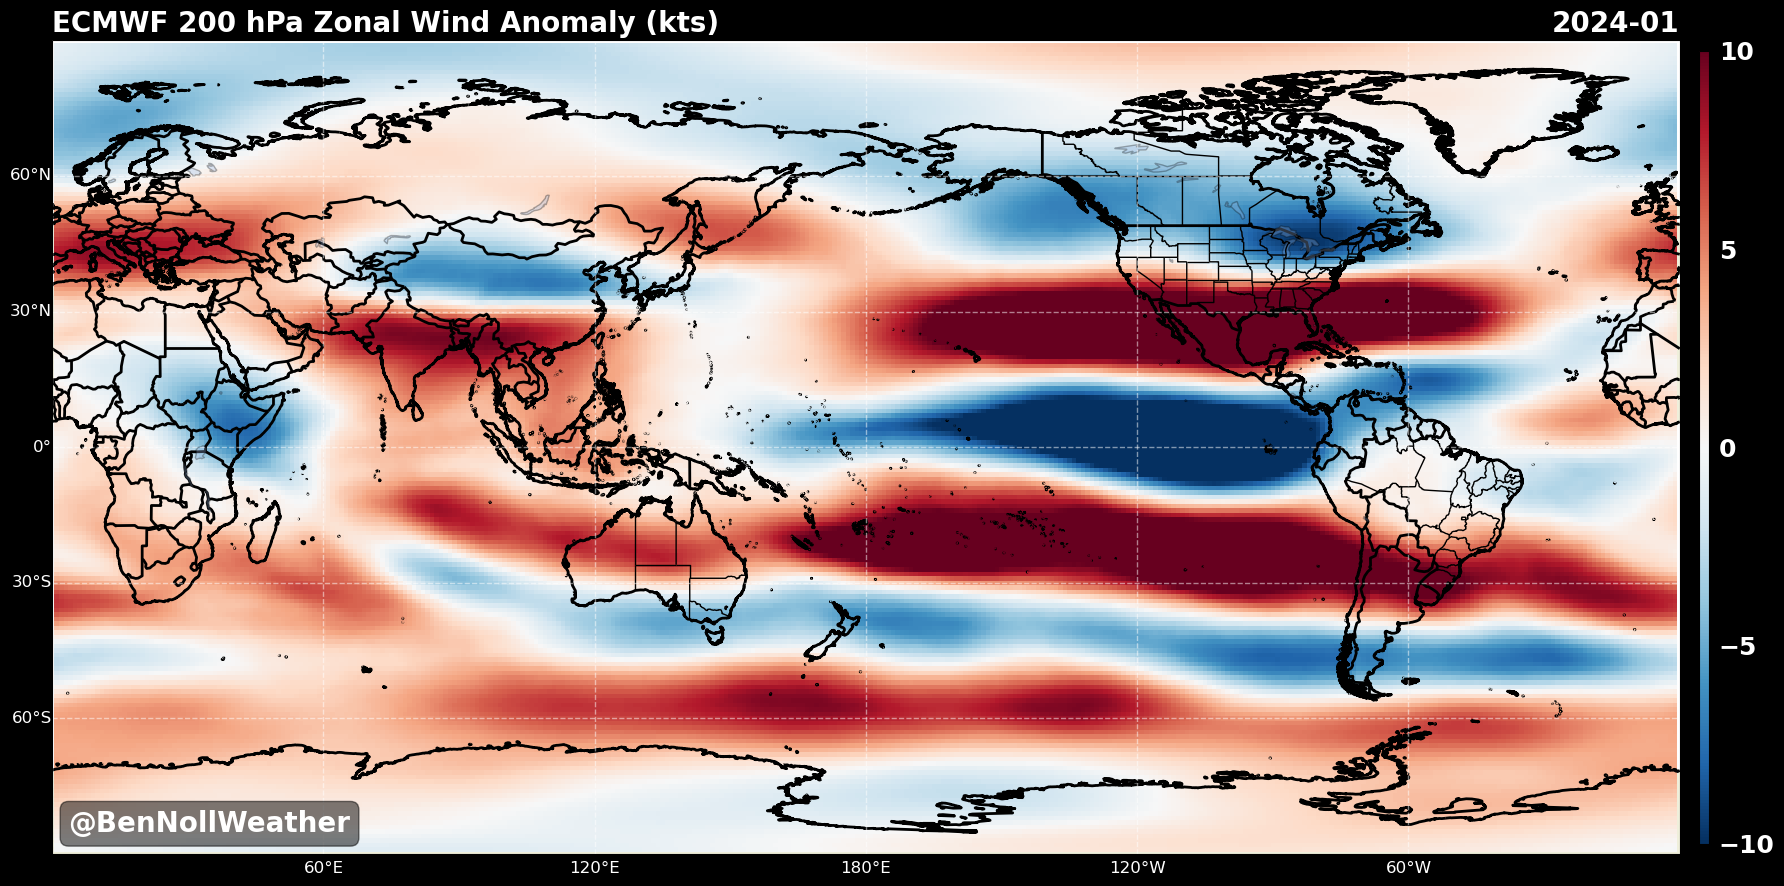 ECMWF 200 hPa Zonal Wind Anomaly (kts)
2024-01
10
5
0
−5
−10
60°N
30°N
0°
30°S
60°S
60°E
120°E
180°E
120°W
60°W
@BenNollWeather